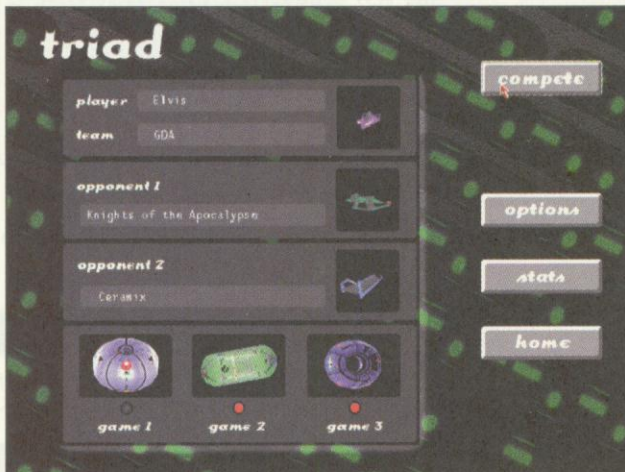 triad
compete
player Elvis
team GDA
opponent 1
Knights of the Apocalypse
options
opponent 2
Ceramix
stats
home
game 1 game 2 game 3